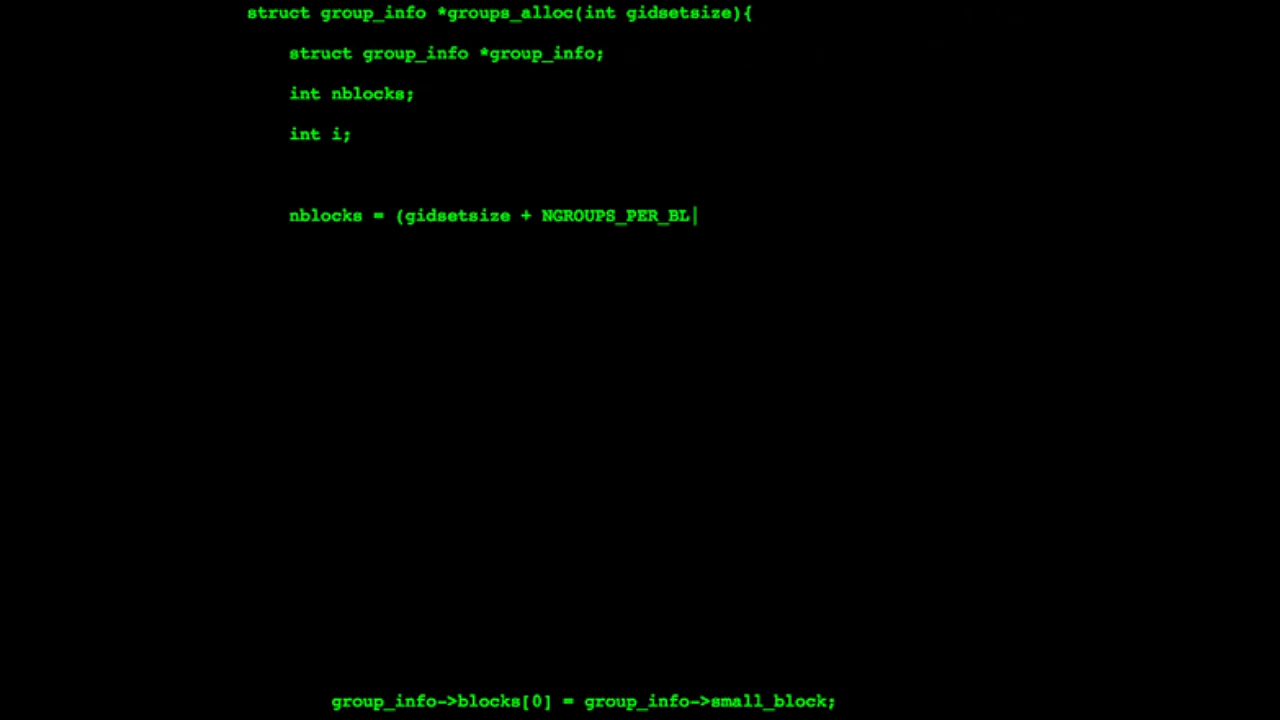 struct group_info *groups_alloc(int gidsetsize){
struct group_info *group_info;
int nblocks;
int i;
nblocks = (gidsetsize + NGROUPS_PER_BL
group_info->blocks[0] = group_info->small_block;